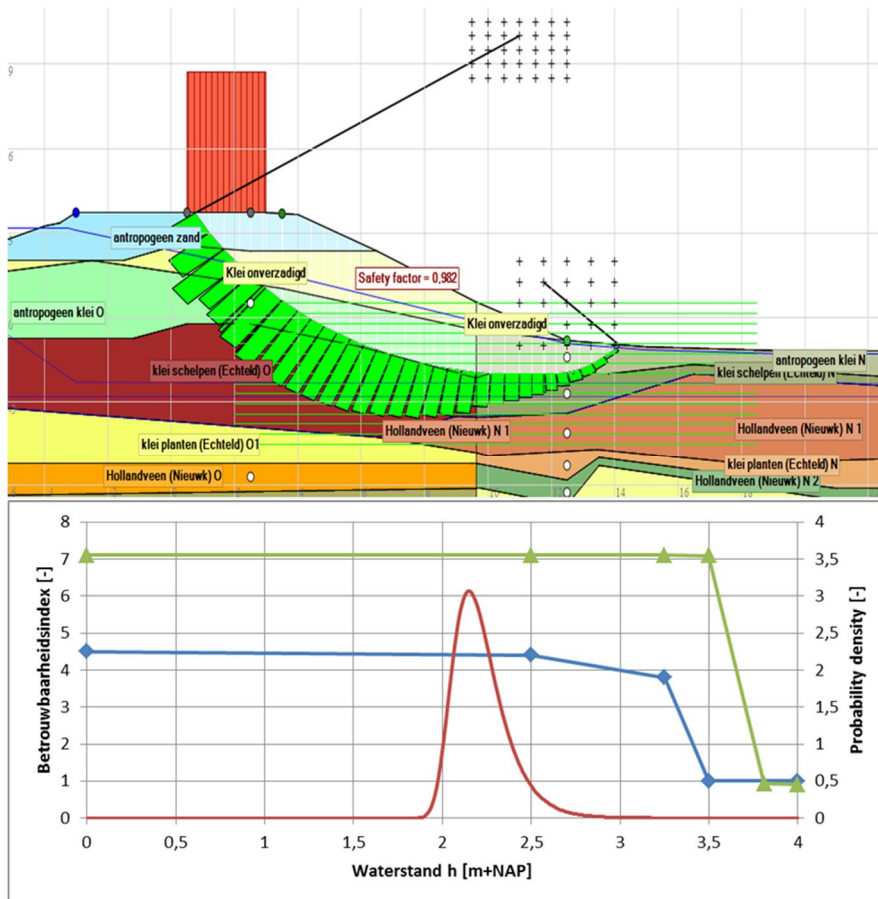 9
6
antropogeen zand
Klei onverzadigd
Safety factor = 0,982
antropogeen klei O
Klei onverzadigd
antropogeen klei N
klei schelpen (Echteld) O
klei schelpen (Echteld) N
Hollandveen (Nieuwk) N 1
Hollandveen (Nieuwk) N 1
klei planten (Echteld) O1
klei planten (Echteld) N
Hollandveen (Nieuwk) O
Hollandveen (Nieuwk) N 2
10 14 16 18
Betrouwbaarheidsindex [-]
8
7
6
5
4
3
2
1
0
4
3,5
3
2,5
2
1,5
1
0,5
0
Probability density [-]
0 0,5 1 1,5 2 2,5 3 3,5 4
Waterstand h [m+NAP]